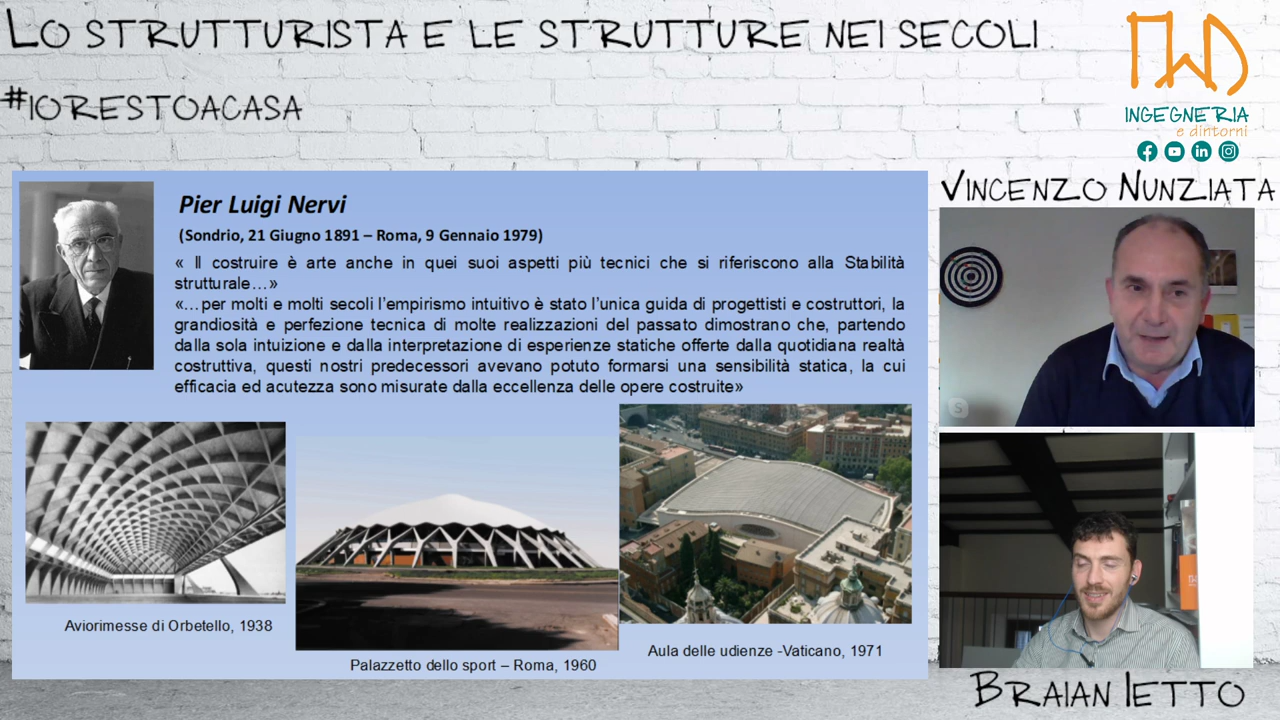 LO STRUTTURISTA E LE STRUTTURE NEI SECOLI
#IORESTOACASA
INGEGNERIA
e dintorni
Pier Luigi Nervi
(Sondrio, 21 Giugno 1891 – Roma, 9 Gennaio 1979)
« Il costruire è arte anche in quei suoi aspetti più tecnici che si riferiscono alla Stabilità
strutturale…»
«…per molti e molti secoli l’empirismo intuitivo è stato l’unica guida di progettisti e costruttori, la
grandiosità e perfezione tecnica di molte realizzazioni del passato dimostrano che, partendo
dalla sola intuizione e dalla interpretazione di esperienze statiche offerte dalla quotidiana realtà
costruttiva, questi nostri predecessori avevano potuto formarsi una sensibilità statica, la cui
efficacia ed acutezza sono misurate dalla eccellenza delle opere costruite»
Aviorimesse di Orbetello, 1938
Palazzetto dello sport – Roma, 1960
Aula delle udienze -Vaticano, 1971
VINCENZO NUNZIATA
BRAIAN IETTO